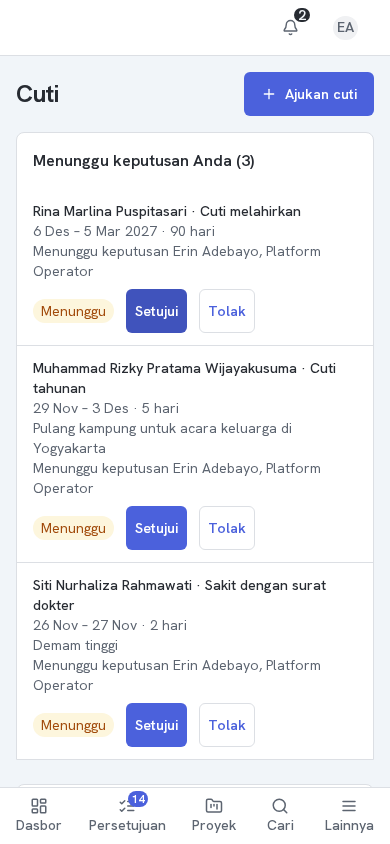 2
EA
Cuti
Ajukan cuti
Menunggu keputusan Anda (3)
Rina Marlina Puspitasari · Cuti melahirkan
6 Des – 5 Mar 2027 · 90 hari
Menunggu keputusan Erin Adebayo, Platform
Operator
Menunggu
Setujui
Tolak
Muhammad Rizky Pratama Wijayakusuma · Cuti
tahunan
29 Nov – 3 Des · 5 hari
Pulang kampung untuk acara keluarga di
Yogyakarta
Menunggu keputusan Erin Adebayo, Platform
Operator
Menunggu
Setujui
Tolak
Siti Nurhaliza Rahmawati · Sakit dengan surat
dokter
26 Nov – 27 Nov · 2 hari
Demam tinggi
Menunggu keputusan Erin Adebayo, Platform
Operator
Menunggu
Setujui
Tolak
14
Dasbor
Persetujuan
Proyek
Cari
Lainnya